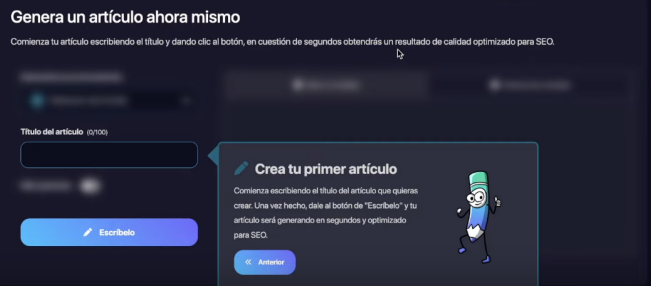 Genera un artículo ahora mismo
Comienza tu artículo escribiendo el título y dando clic al botón, en cuestión de segundos obtendrás un resultado de calidad optimizado para SEO.
Título del artículo (0/100)
Escríbelo
Crea tu primer artículo
Comienza escribiendo el título del artículo que quieras
crear. Una vez hecho, dale al botón de "Escríbelo" y tu
artículo será generando en segundos y optimizado
para SEO.
« Anterior